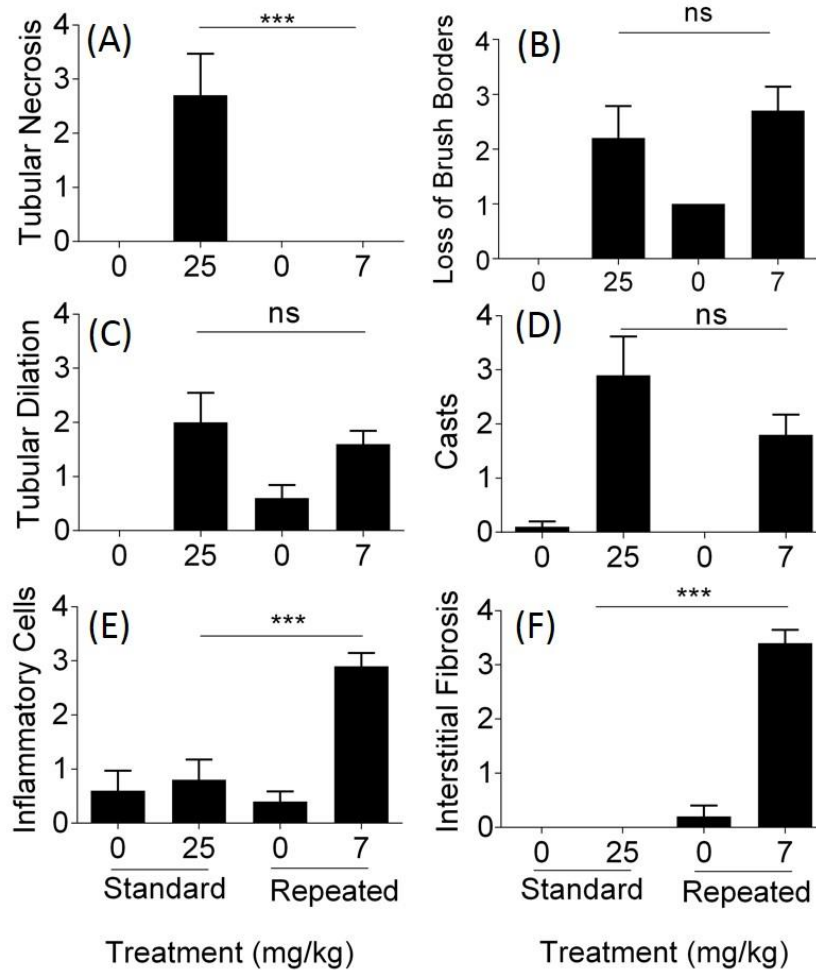 (A)
***
Tubular Necrosis
4
3
2
1
0
0 25 0 7
(B)
ns
Loss of Brush Borders
4
3
2
1
0
0 25 0 7
(C)
ns
Tubular Dilation
4
3
2
1
0
0 25 0 7
(D)
ns
Casts
4
3
2
1
0
0 25 0 7
(E)
***
Inflammatory Cells
4
3
2
1
0
0 25 0 7
Standard Repeated
Treatment (mg/kg)
(F)
***
Interstitial Fibrosis
4
3
2
1
0
0 25 0 7
Standard Repeated
Treatment (mg/kg)